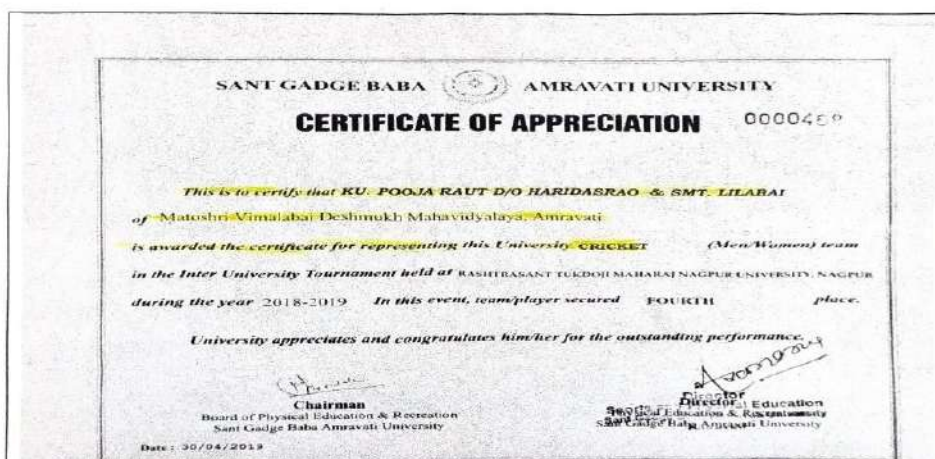 SANT GADGE BABA AMRAVATI UNIVERSITY
CERTIFICATE OF APPRECIATION
This is to certify that KU. POOJA RAUT D/O HARIDASRAO & SMT. LILABAI
of Matoshri Vimalabai Deshmukh Mahavidyalaya, Amravati
is awarded the certificate for representing this University CRICKET (Men/Women) team
in the Inter University Tournament held at RASHTRASANT TUKDOJI MAHARAJ NAGPUR UNIVERSITY, NAGPUR
during the year 2018-2019 In this event, team/player secured FOURTH place.
University appreciates and congratulates him/her for the outstanding performance.
Chairman
Board of Physical Education & Recreation
Sant Gadge Baba Amravati University
Director
Physical Education &
Sant Gadge Baba Amravati University
Date : 30/04/2019